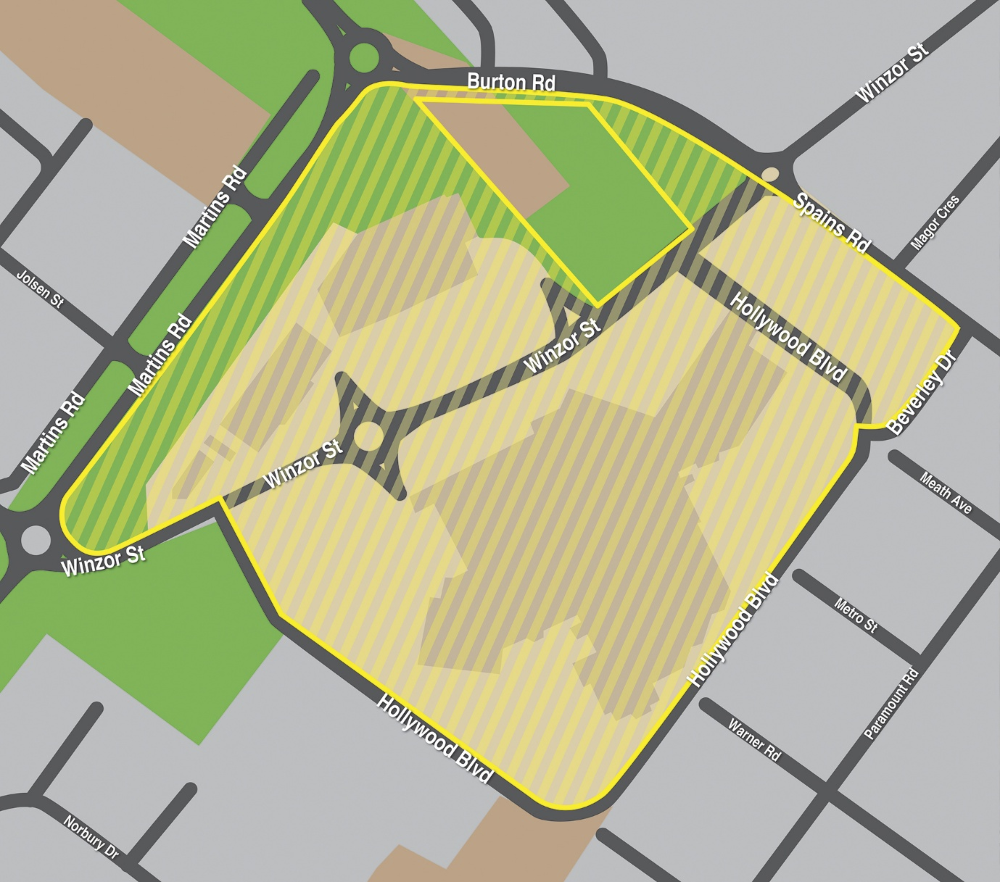 Burton Rd
Winzor St
Martins Rd
Spains Rd
Magor Cres
Jolsen St
Martins Rd
Hollywood Blvd
Winzor St
Beverley Dr
Martins Rd
Winzor St
Meath Ave
Winzor St
Metro St
Hollywood Blvd
Paramount Rd
Hollywood Blvd
Warner Rd
Norbury Dr